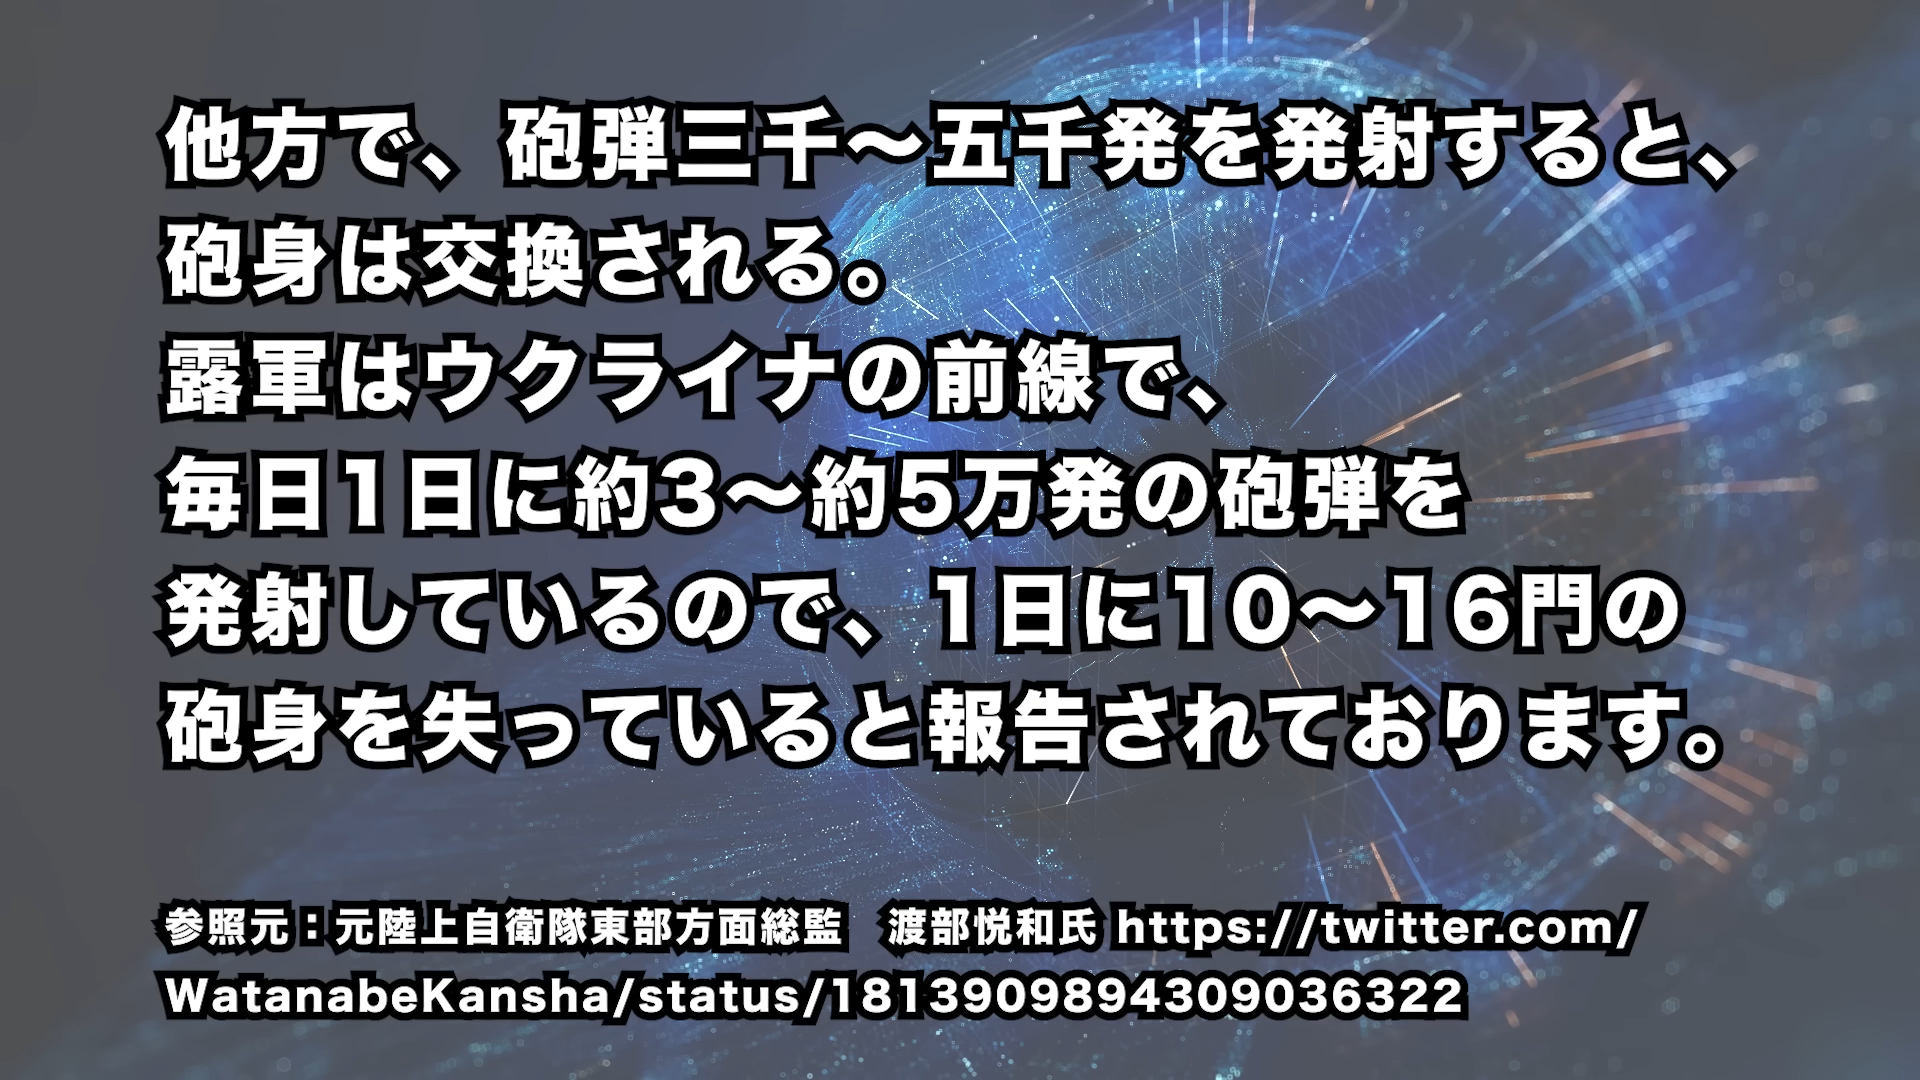 他方で、砲弾三千〜五千発を発射すると、
砲身は交換される。
露軍はウクライナの前線で、
毎日1日に約3〜約5万発の砲弾を
発射しているので、1日に10〜16門の
砲身を失っていると報告されております。
参照元：元陸上自衛隊東部方面総監　渡部悦和氏 https://twitter.com/
WatanabeKansha/status/1813909894309036322